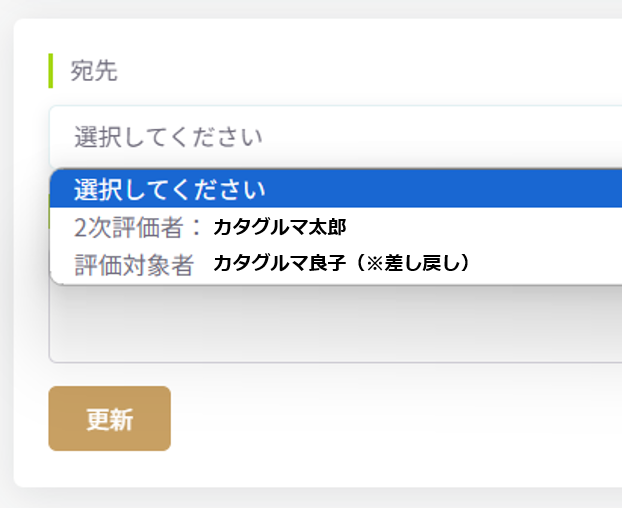 宛先
選択してください
選択してください
2次評価者： カタグルマ太郎
評価対象者 カタグルマ良子（※差し戻し）
更新